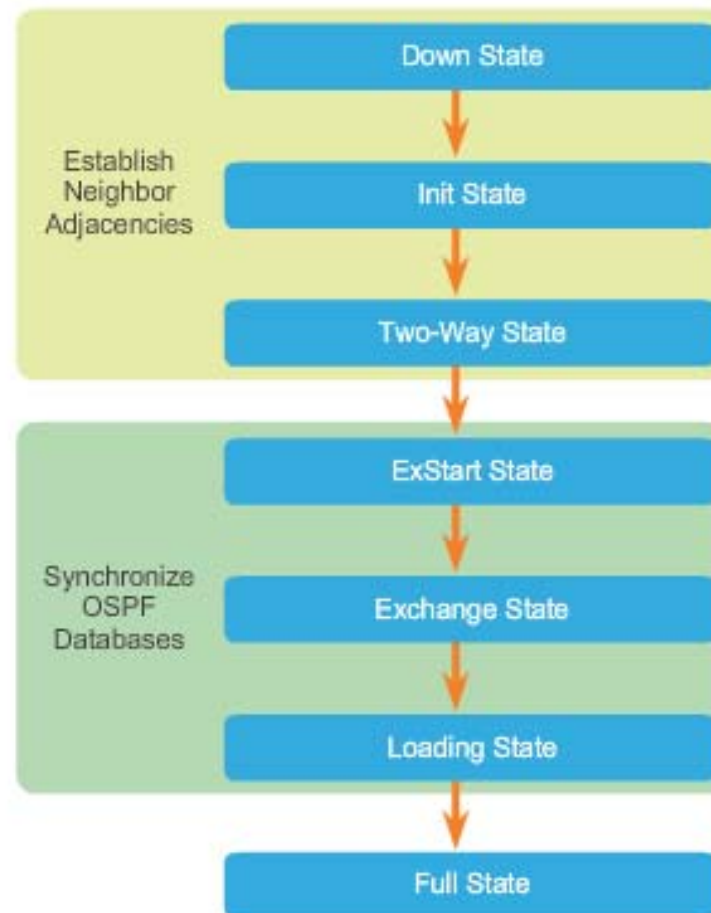 Down State
Establish
Neighbor
Adjacencies
Init State
Two-Way State
ExStart State
Synchronize
OSPF
Databases
Exchange State
Loading State
Full State